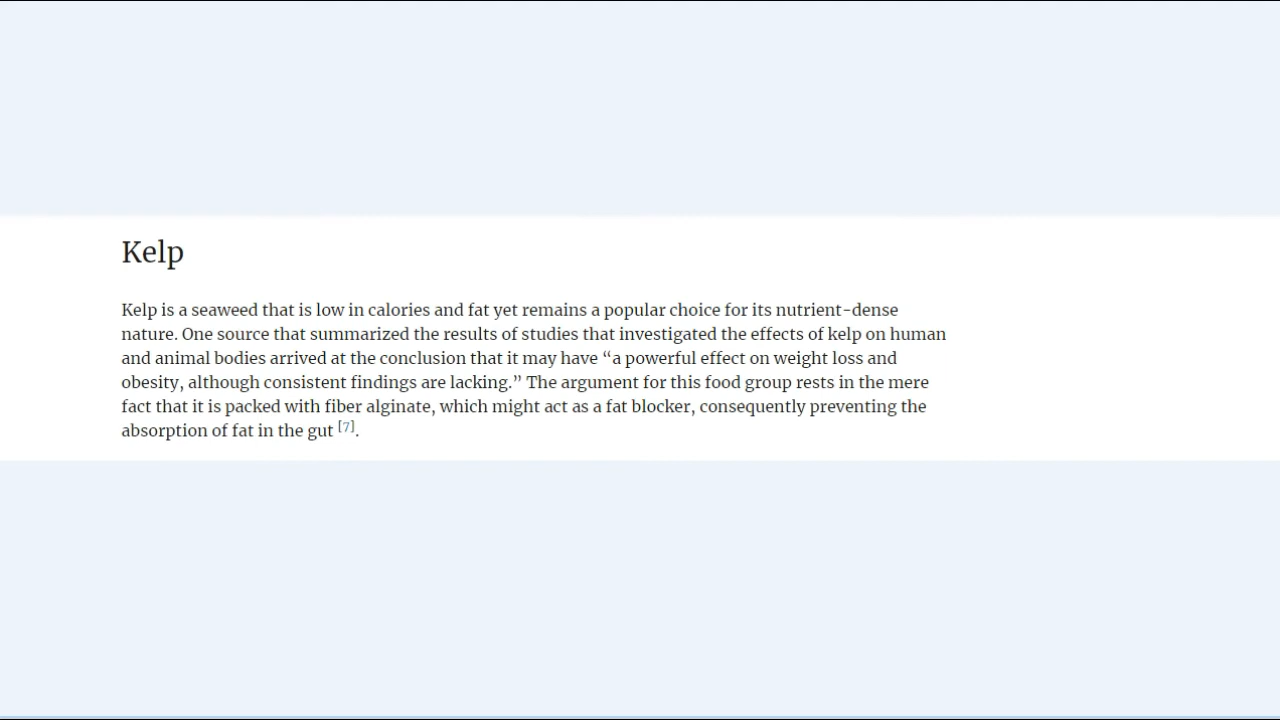 Kelp
Kelp is a seaweed that is low in calories and fat yet remains a popular choice for its nutrient-dense
nature. One source that summarized the results of studies that investigated the effects of kelp on human
and animal bodies arrived at the conclusion that it may have “a powerful effect on weight loss and
obesity, although consistent findings are lacking.” The argument for this food group rests in the mere
fact that it is packed with fiber alginate, which might act as a fat blocker, consequently preventing the
absorption of fat in the gut [7].